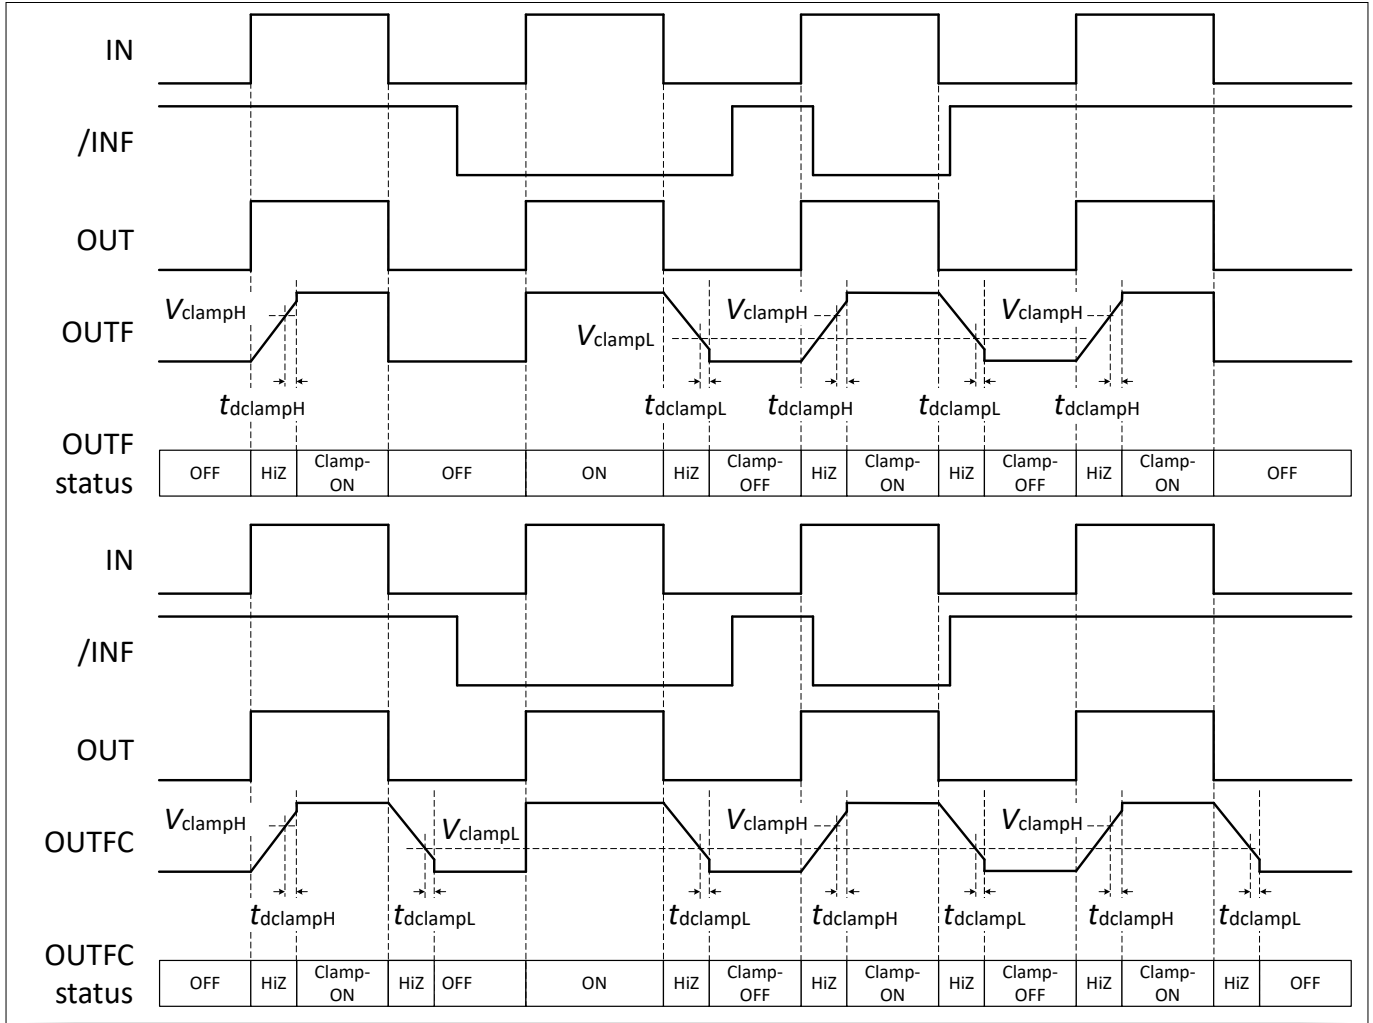 IN
/INF
OUT
VclampH VclampH VclampH
OUTF
VclampL
tdclampH tdclampL tdclampH tdclampL tdclampH
OUTF
status
OFF HiZ Clamp-
ON OFF ON HiZ Clamp-
OFF HiZ Clamp-
ON HiZ Clamp-
OFF HiZ Clamp-
ON OFF
IN
/INF
OUT
VclampH VclampL VclampH VclampH
OUTFC
tdclampH tdclampL tdclampL tdclampH tdclampL tdclampH tdclampL
OUTFC
status
OFF HiZ Clamp-
ON HiZ OFF ON HiZ Clamp-
OFF HiZ Clamp-
ON HiZ Clamp-
OFF HiZ Clamp-
ON HiZ OFF